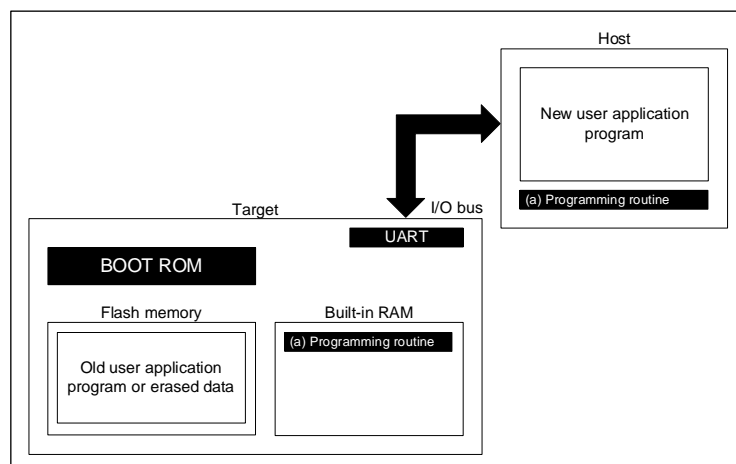 Host
New user application
program
(a) Programming routine
I/O bus
Target
UART
BOOT ROM
Flash memory
Built-in RAM
(a) Programming routine
Old user application
program or erased data